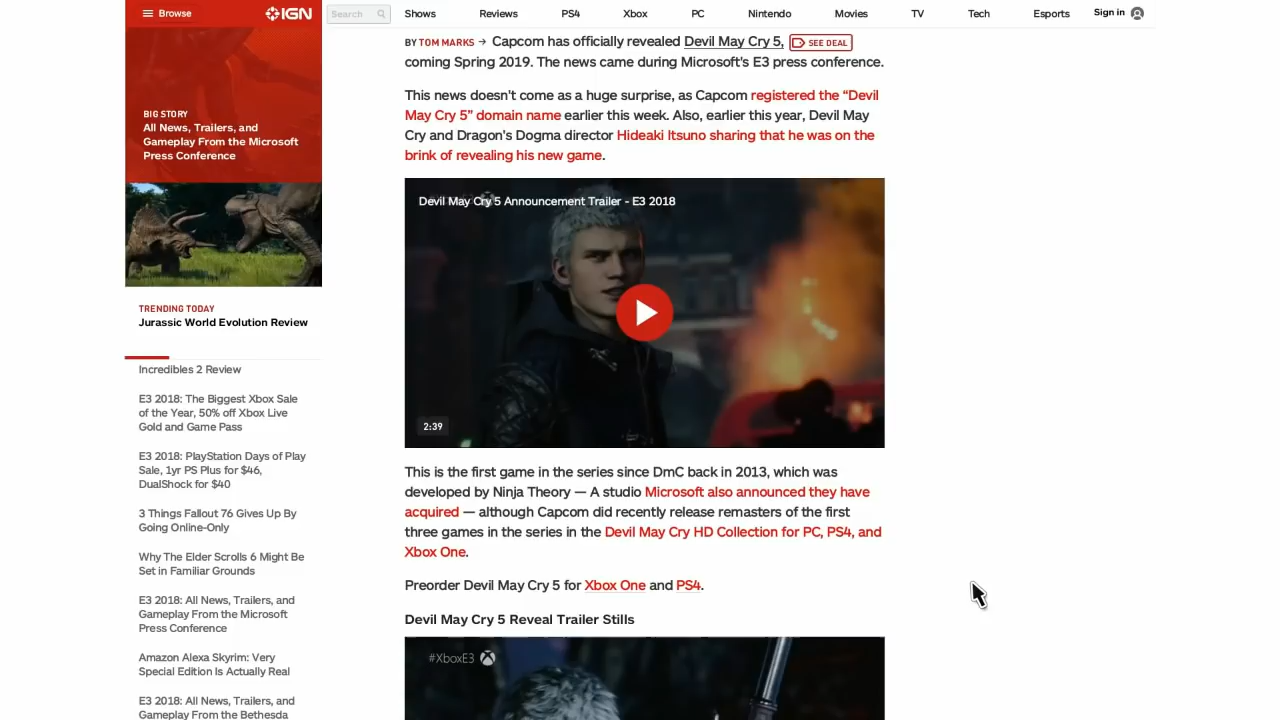 Browse
IGN
Search
Shows
Reviews
PS4
Xbox
PC
Nintendo
Movies
TV
Tech
Esports
Sign in
BIG STORY
All News, Trailers, and
Gameplay From the Microsoft
Press Conference
TRENDING TODAY
Jurassic World Evolution Review
Incredibles 2 Review
E3 2018: The Biggest Xbox Sale
of the Year, 50% off Xbox Live
Gold and Game Pass
E3 2018: PlayStation Days of Play
Sale, 1yr PS Plus for $46,
DualShock for $40
3 Things Fallout 76 Gives Up By
Going Online-Only
Why The Elder Scrolls 6 Might Be
Set in Familiar Grounds
E3 2018: All News, Trailers, and
Gameplay From the Microsoft
Press Conference
Amazon Alexa Skyrim: Very
Special Edition Is Actually Real
E3 2018: All News, Trailers, and
Gameplay From the Bethesda
BY TOM MARKS → Capcom has officially revealed Devil May Cry 5, SEE DEAL
coming Spring 2019. The news came during Microsoft's E3 press conference.
This news doesn't come as a huge surprise, as Capcom registered the “Devil
May Cry 5” domain name earlier this week. Also, earlier this year, Devil May
Cry and Dragon's Dogma director Hideaki Itsuno sharing that he was on the
brink of revealing his new game.
Devil May Cry 5 Announcement Trailer - E3 2018
2:39
This is the first game in the series since DmC back in 2013, which was
developed by Ninja Theory — A studio Microsoft also announced they have
acquired — although Capcom did recently release remasters of the first
three games in the series in the Devil May Cry HD Collection for PC, PS4, and
Xbox One.
Preorder Devil May Cry 5 for Xbox One and PS4.
Devil May Cry 5 Reveal Trailer Stills
#XboxE3